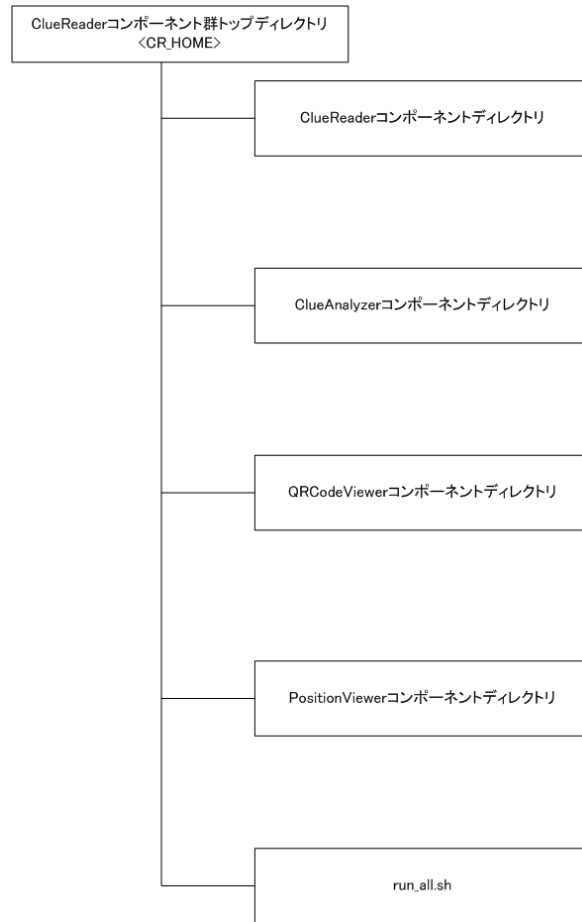 ClueReaderコンポーネント群トップディレクトリ
<CR_HOME>
ClueReaderコンポーネントディレクトリ
ClueAnalyzerコンポーネントディレクトリ
QRCodeViewerコンポーネントディレクトリ
PositionViewerコンポーネントディレクトリ
run_all.sh